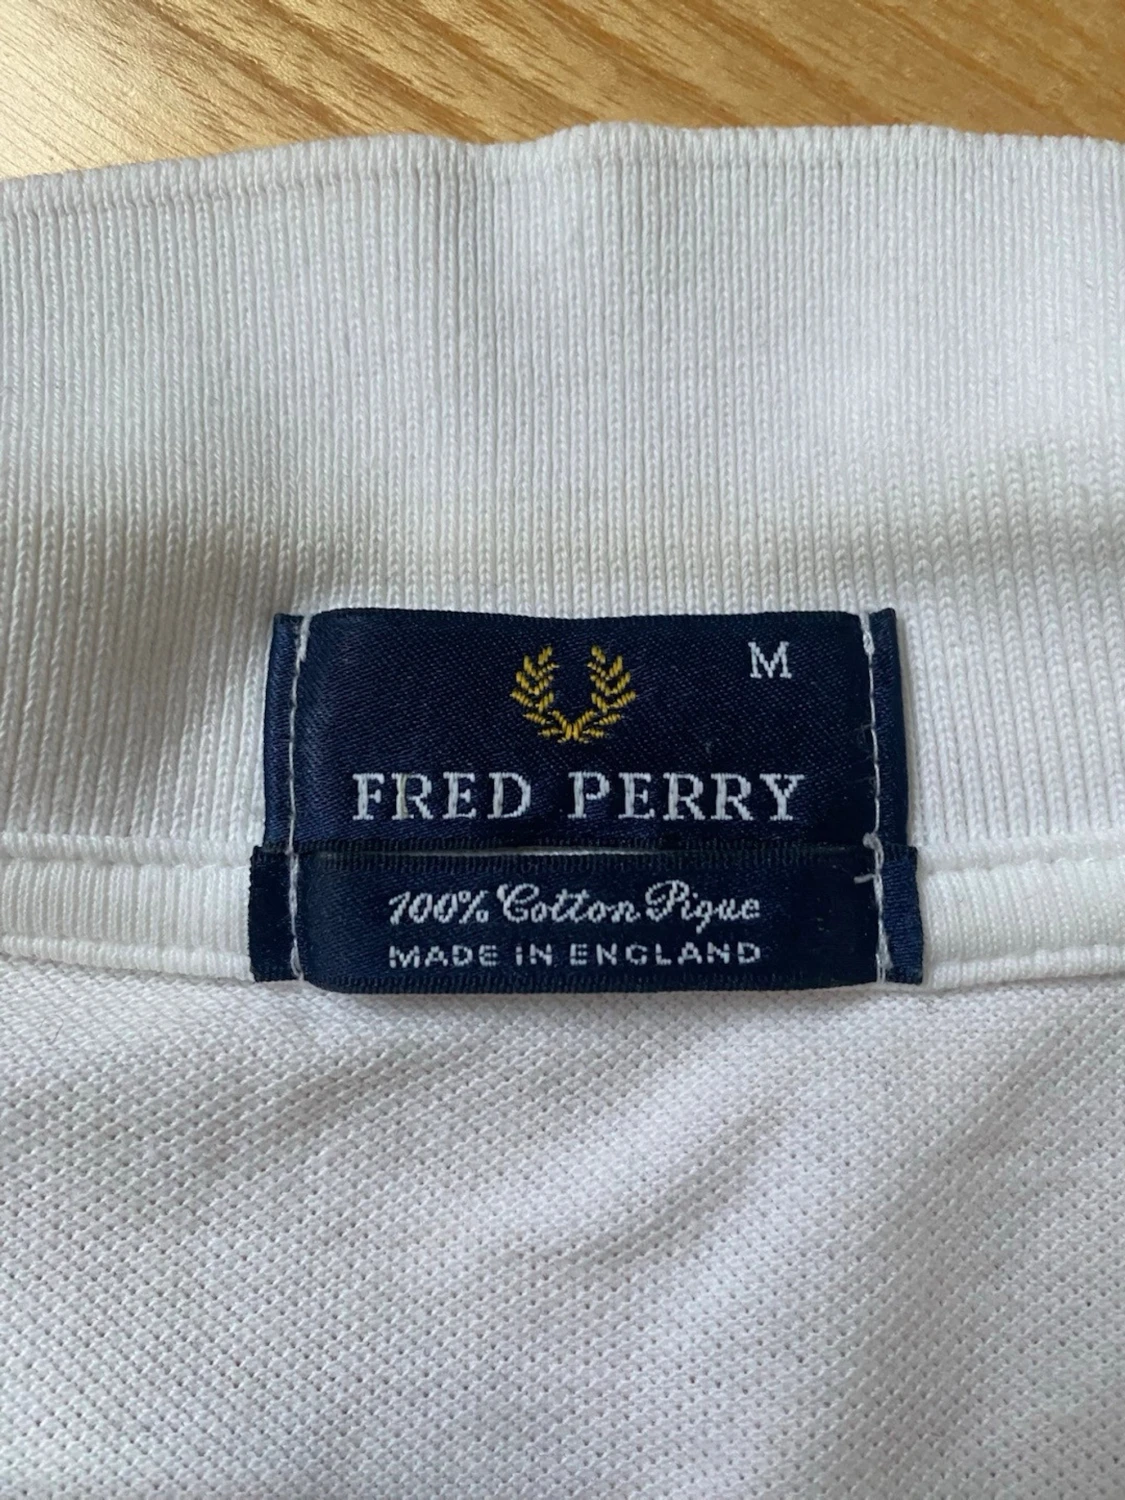 M
FRED PERRY
100% Cotton Pique
MADE IN ENGLAND